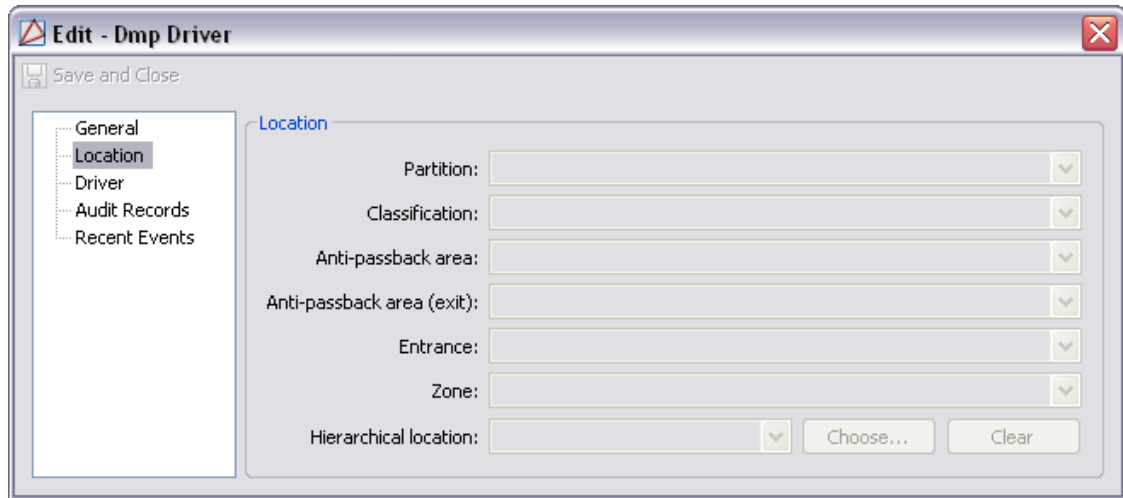 Edit - Dmp Driver
Save and Close
General
Location
Driver
Audit Records
Recent Events
Location
Partition:
Classification:
Anti-passback area:
Anti-passback area (exit):
Entrance:
Zone:
Hierarchical location: Choose... Clear